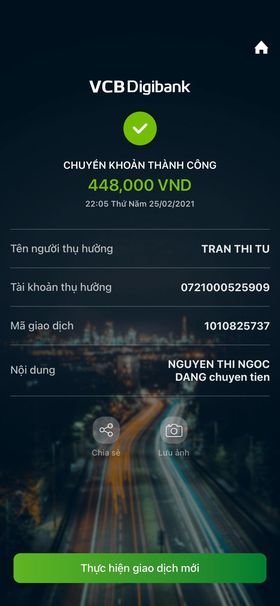 VCB Digibank
CHUYỂN KHOẢN THÀNH CÔNG
448,000 VND
22:05 Thứ Năm 25/02/2021
Tên người thụ hưởng TRAN THI TU
Tài khoản thụ hưởng 0721000525909
Mã giao dịch 1010825737
Nội dung NGUYEN THI NGOC
DANG chuyen tien
Chia sẻ Lưu ảnh
Thực hiện giao dịch mới